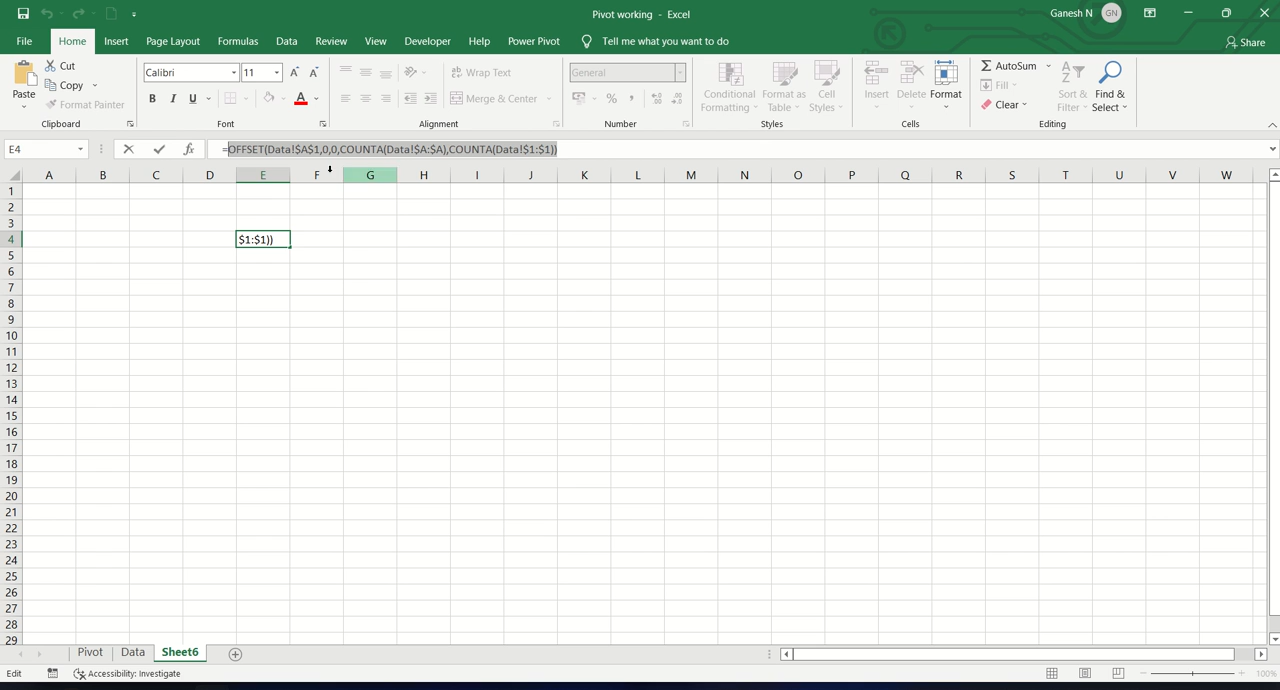 Pivot working - Excel
Ganesh N GN
File Home Insert Page Layout Formulas Data Review View Developer Help Power Pivot Tell me what you want to do Share
Paste
Cut
Copy
Format Painter
Clipboard
Calibri 11
B I U A
Font
Wrap Text
Merge & Center
Alignment
General
%
Number
Conditional Formatting
Format as Table
Cell Styles
Styles
Insert Delete Format
Cells
AutoSum
Fill
Clear
Sort & Filter
Find & Select
Editing
E4 fx =OFFSET(Data!$A$1,0,0,COUNTA(Data!$A:$A),COUNTA(Data!$1:$1))
A B C D E F G H I J K L M N O P Q R S T U V W
1
2
3
4 $1:$1))
5
6
7
8
9
10
11
12
13
14
15
16
17
18
19
20
21
22
23
24
25
26
27
28
29
Pivot Data Sheet6
Edit Accessibility: Investigate 100%